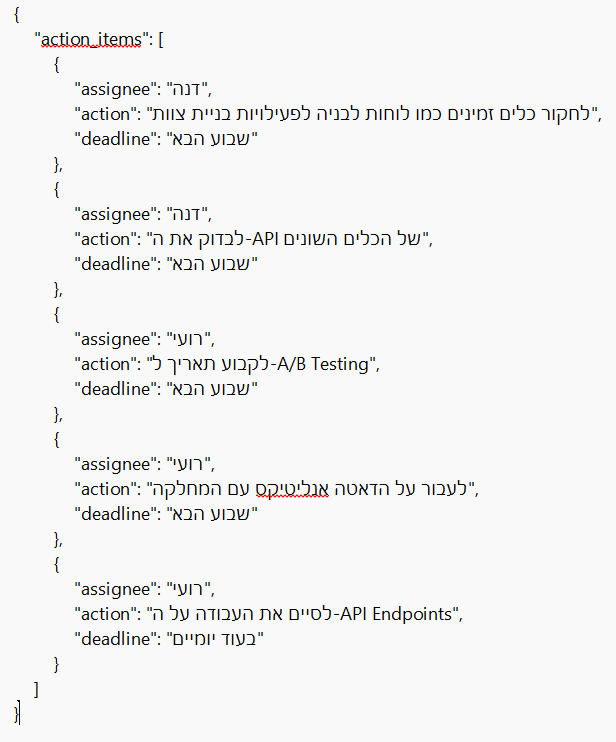 {
"action_items": [
{
"assignee": "דנה",
"action": "לחקור כלים זמינים כמו לוחות לבניה לפעילויות בניית צוות",
"deadline": "שבוע הבא"
},
{
"assignee": "דנה",
"action": "לבדוק את ה-API של הכלים השונים",
"deadline": "שבוע הבא"
},
{
"assignee": "רועי",
"action": "לקבוע תאריך ל-A/B Testing",
"deadline": "שבוע הבא"
},
{
"assignee": "רועי",
"action": "לעבור על הדאטה אנליטיקס עם המחלקה",
"deadline": "שבוע הבא"
},
{
"assignee": "רועי",
"action": "לסיים את העבודה על ה-API Endpoints",
"deadline": "בעוד יומיים"
}
]
}